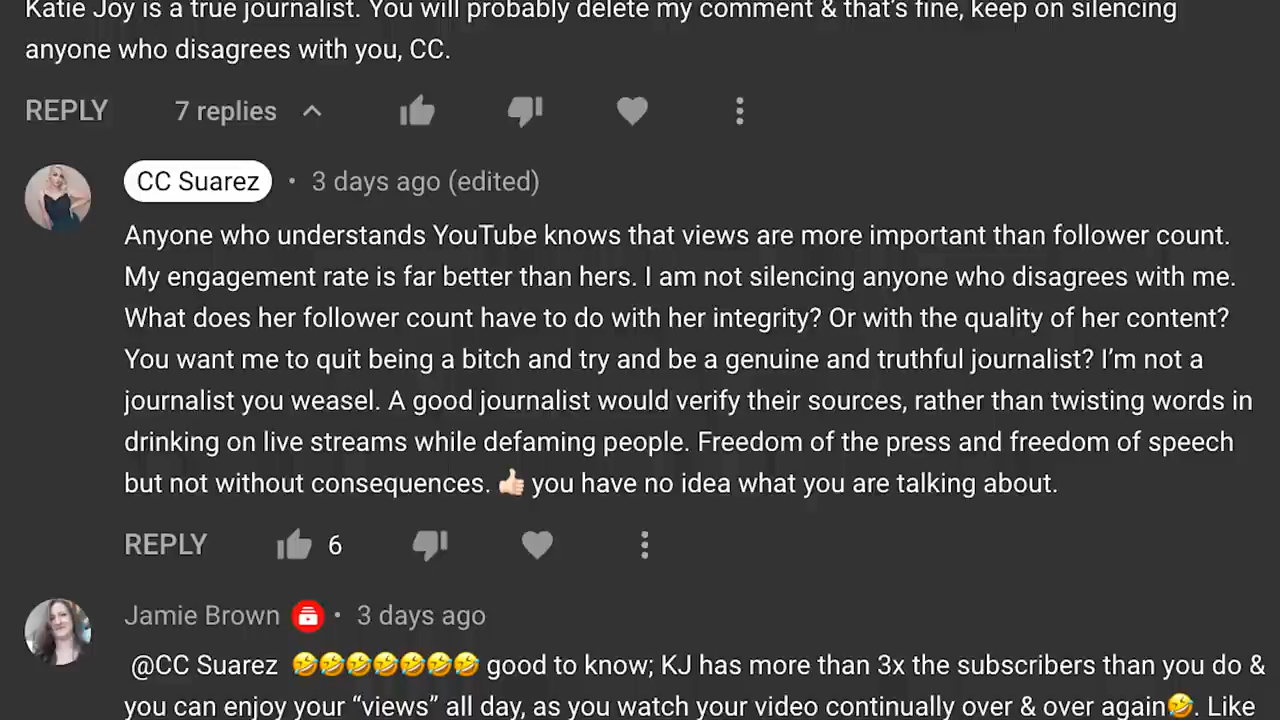 Katie Joy is a true journalist. You will probably delete my comment & that's fine, keep on silencing
anyone who disagrees with you, CC.
REPLY 7 replies
CC Suarez • 3 days ago (edited)
Anyone who understands YouTube knows that views are more important than follower count.
My engagement rate is far better than hers. I am not silencing anyone who disagrees with me.
What does her follower count have to do with her integrity? Or with the quality of her content?
You want me to quit being a bitch and try and be a genuine and truthful journalist? I'm not a
journalist you weasel. A good journalist would verify their sources, rather than twisting words in
drinking on live streams while defaming people. Freedom of the press and freedom of speech
but not without consequences. 👍🏻 you have no idea what you are talking about.
REPLY 6
Jamie Brown • 3 days ago
@CC Suarez 🤣🤣🤣🤣🤣🤣🤣 good to know; KJ has more than 3x the subscribers than you do &
you can enjoy your “views” all day, as you watch your video continually over & over again🤣. Like